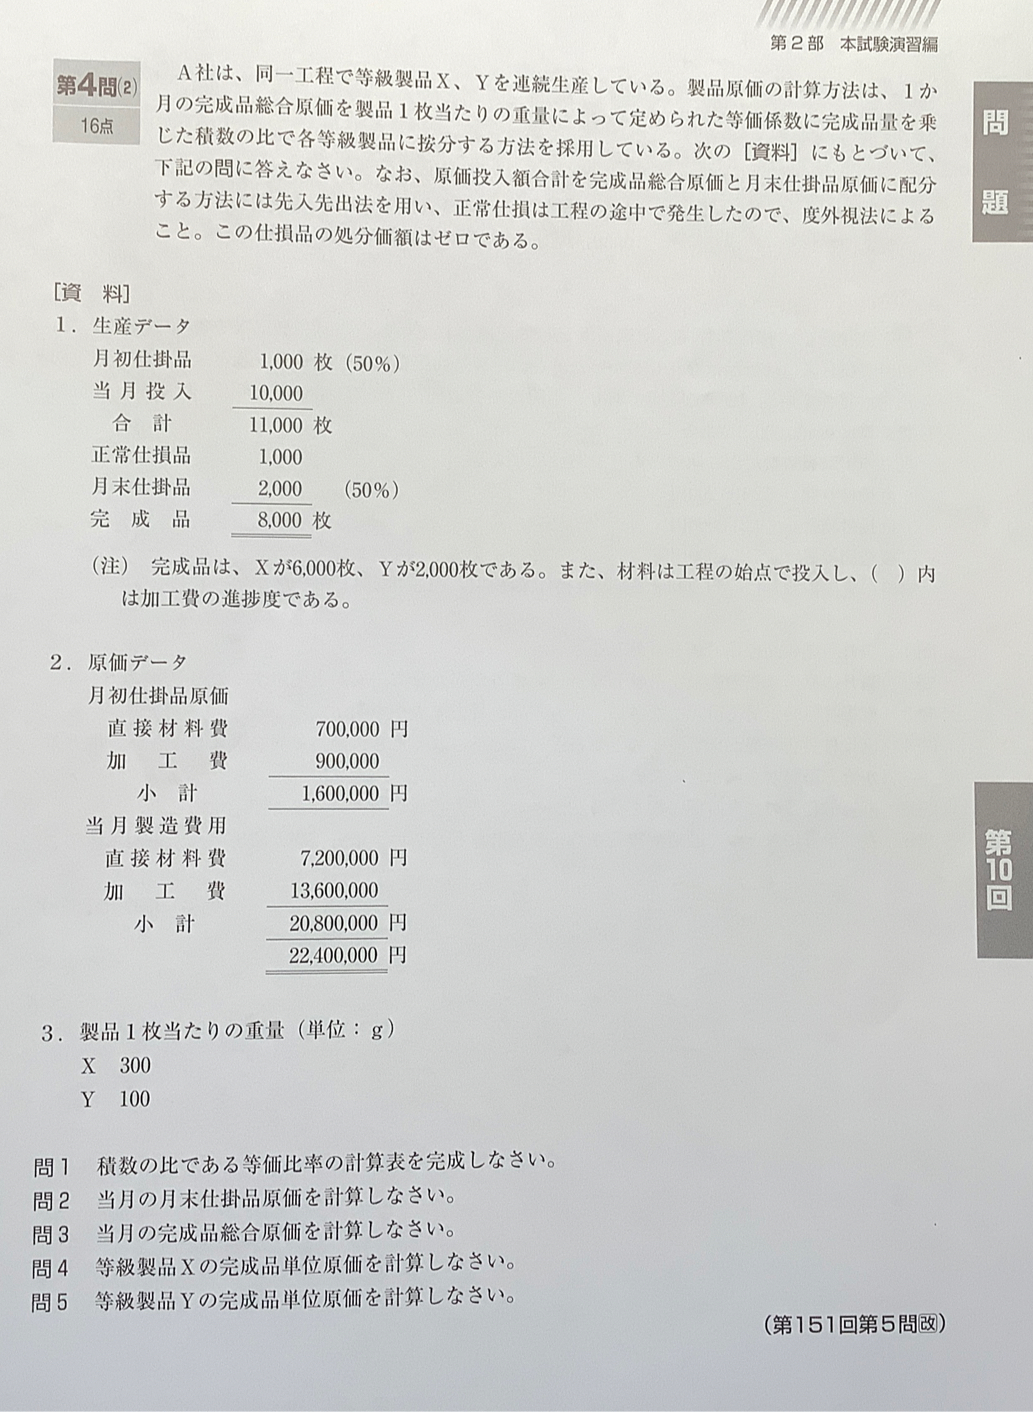 第2部 本試験演習編
第4問(2)
16点
A社は、同一工程で等級製品X、Yを連続生産している。製品原価の計算方法は、1か
月の完成品総合原価を製品1枚当たりの重量によって定められた等価係数に完成品量を乗
じた積数の比で各等級製品に按分する方法を採用している。次の［資料］にもとづいて、
下記の問に答えなさい。なお、原価投入額合計を完成品総合原価と月末仕掛品原価に配分
する方法には先入先出法を用い、正常仕損は工程の途中で発生したので、度外視法による
こと。この仕損品の処分価額はゼロである。
問題
［資 料］
1．生産データ
月初仕掛品 1,000 枚（50％）
当月投入 10,000
合計 11,000 枚
正常仕損品 1,000
月末仕掛品 2,000 （50％）
完成品 8,000 枚
（注） 完成品は、Xが6,000枚、Yが2,000枚である。また、材料は工程の始点で投入し、（ ）内
は加工費の進捗度である。
2．原価データ
月初仕掛品原価
直接材料費 700,000 円
加工費 900,000
小計 1,600,000 円
当月製造費用
直接材料費 7,200,000 円
加工費 13,600,000
小計 20,800,000 円
22,400,000 円
第10回
3．製品1枚当たりの重量（単位：g）
X 300
Y 100
問1 積数の比である等価比率の計算表を完成しなさい。
問2 当月の月末仕掛品原価を計算しなさい。
問3 当月の完成品総合原価を計算しなさい。
問4 等級製品Xの完成品単位原価を計算しなさい。
問5 等級製品Yの完成品単位原価を計算しなさい。
（第151回第5問改）